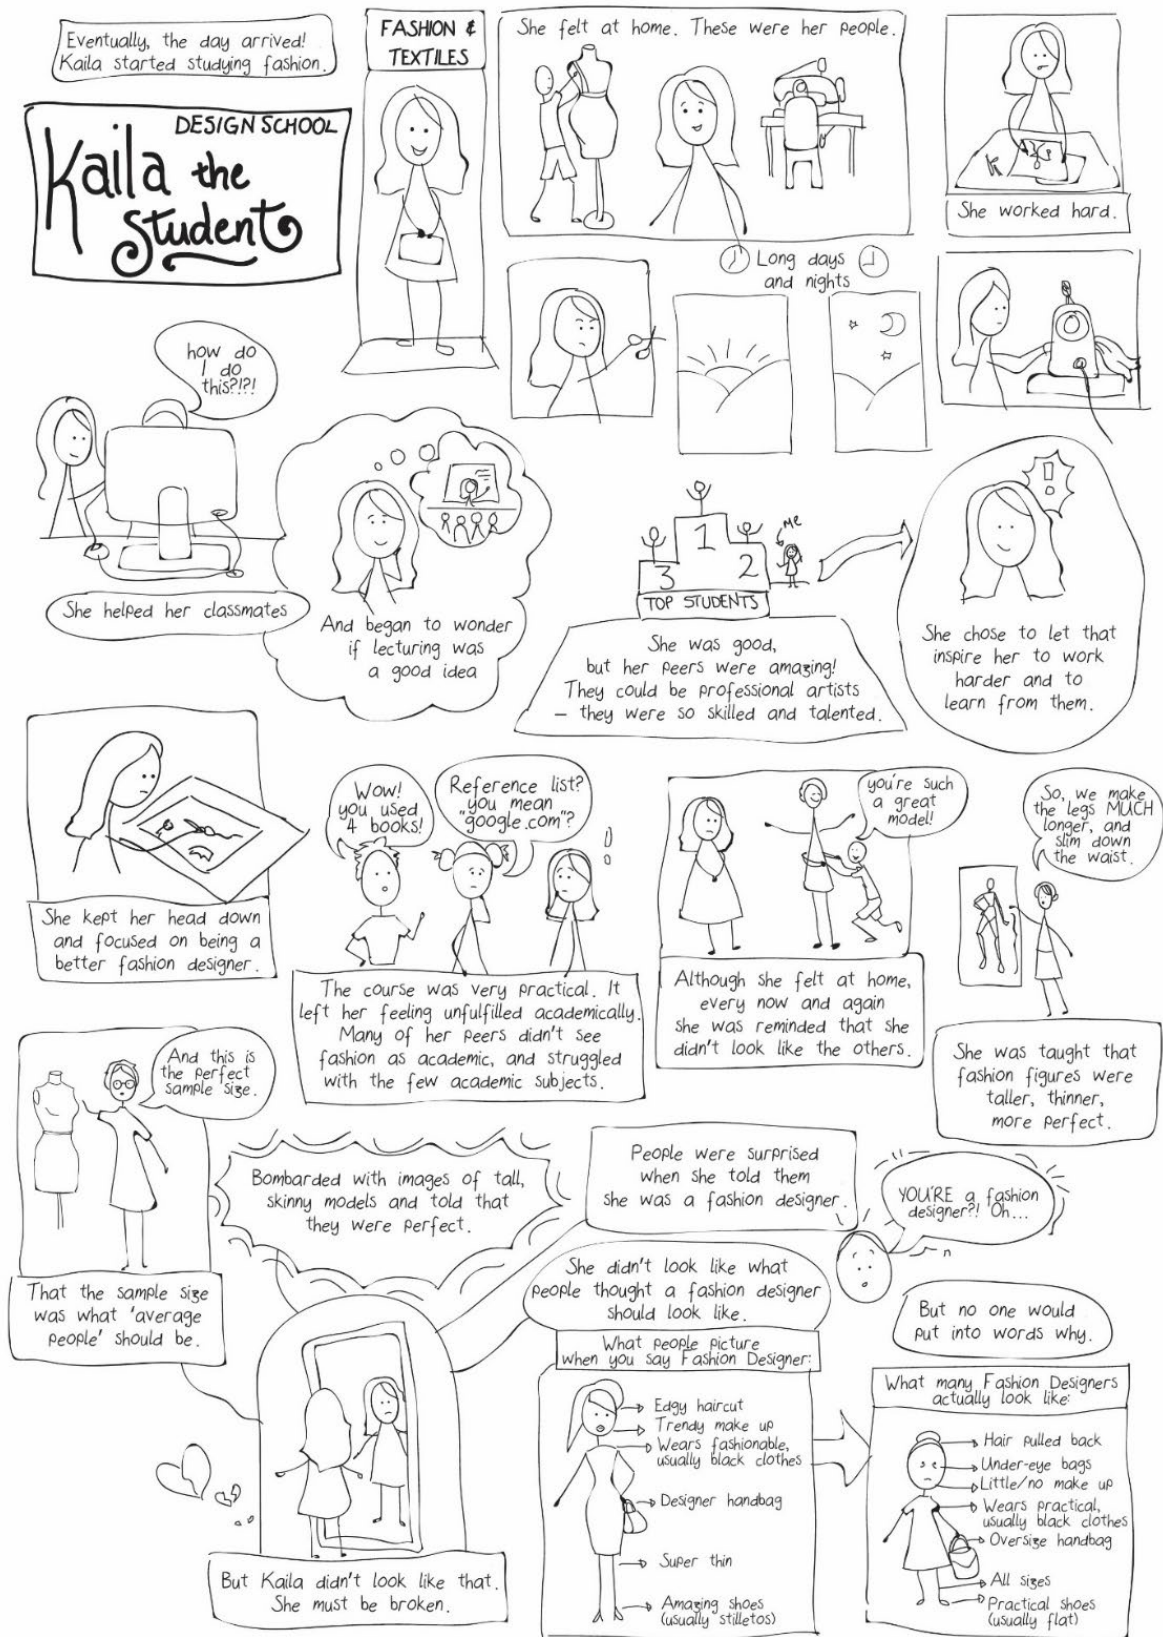 Eventually, the day arrived!
Kaila started studying fashion.
DESIGN SCHOOL
Kaila the
Student
FASHION &
TEXTILES
She felt at home. These were her people.
She worked hard.
Long days
and nights
how do
I do
this?!?!
She helped her classmates
And began to wonder
if lecturing was
a good idea
1
2
3
Me
TOP STUDENTS
She was good,
but her peers were amazing!
They could be professional artists
– they were so skilled and talented.
!
She chose to let that
inspire her to work
harder and to
learn from them.
She kept her head down
and focused on being a
better fashion designer.
Wow!
you used
4 books!
Reference list?
you mean
"google.com"?
The course was very practical. It
left her feeling unfulfilled academically.
Many of her peers didn't see
fashion as academic, and struggled
with the few academic subjects.
you're such
a great
model!
Although she felt at home,
every now and again
she was reminded that she
didn't look like the others.
So, we make
the legs MUCH
longer, and
slim down
the waist.
She was taught that
fashion figures were
taller, thinner,
more perfect.
And this is
the perfect
sample size.
That the sample size
was what 'average
people' should be.
Bombarded with images of tall,
skinny models and told that
they were perfect.
People were surprised
when she told them
she was a fashion designer.
YOU'RE a fashion
designer?! Oh...
She didn't look like what
people thought a fashion designer
should look like.
But no one would
put into words why.
But Kaila didn't look like that.
She must be broken.
What people picture
when you say Fashion Designer:
Edgy haircut
Trendy make up
Wears fashionable,
usually black clothes
Designer handbag
Super thin
Amazing shoes
(usually stilletos)
What many Fashion Designers
actually look like:
Hair pulled back
Under-eye bags
Little/no make up
Wears practical,
usually black clothes
Oversize handbag
All sizes
Practical shoes
(usually flat)